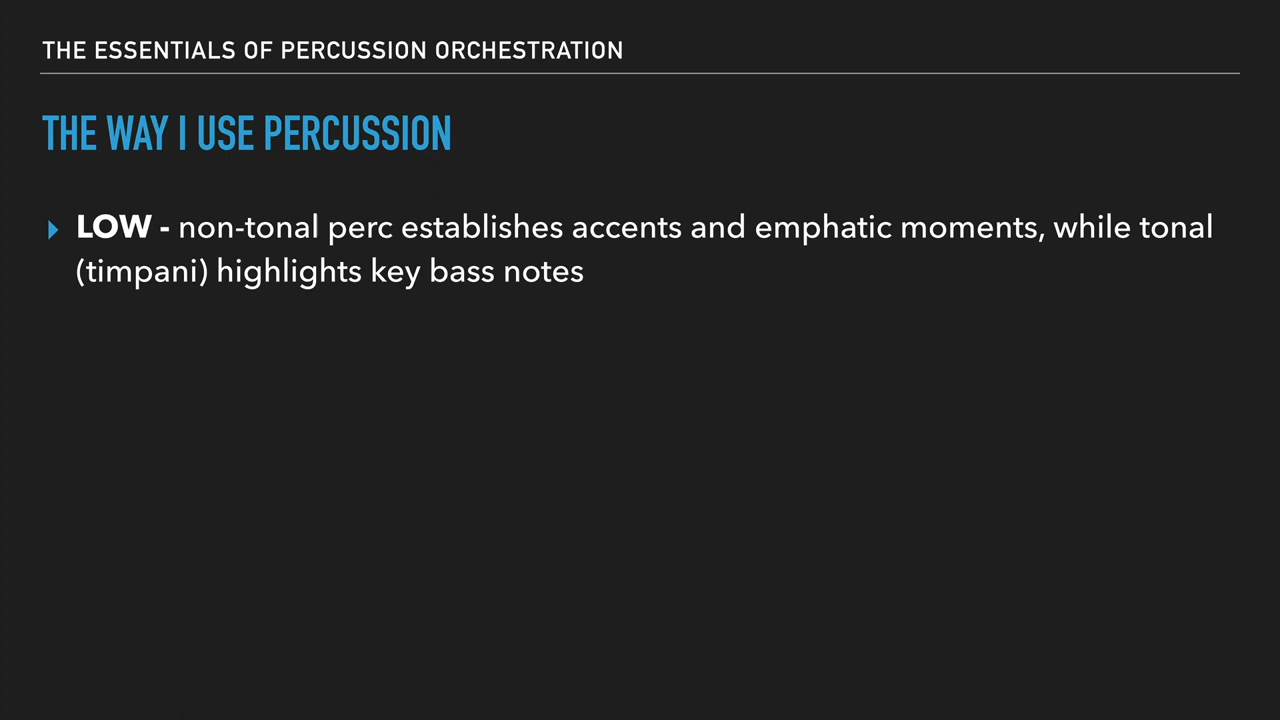 THE ESSENTIALS OF PERCUSSION ORCHESTRATION
THE WAY I USE PERCUSSION
LOW - non-tonal perc establishes accents and emphatic moments, while tonal
(timpani) highlights key bass notes